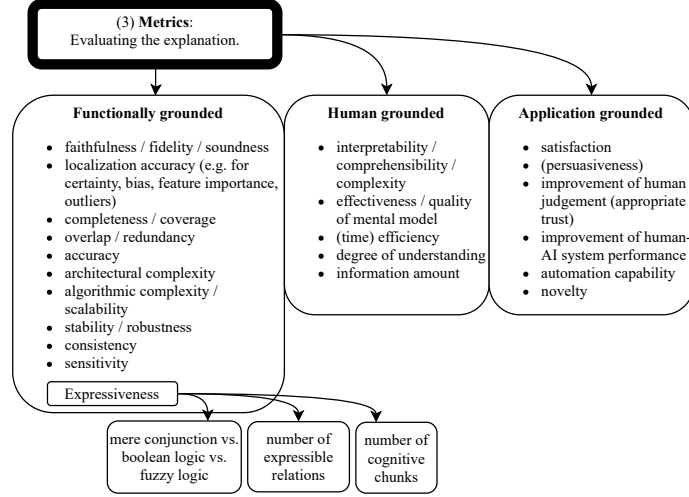 (3) Metrics:
Evaluating the explanation.
Functionally grounded
• faithfulness / fidelity / soundness
• localization accuracy (e.g. for
certainty, bias, feature importance,
outliers)
• completeness / coverage
• overlap / redundancy
• accuracy
• architectural complexity
• algorithmic complexity /
scalability
• stability / robustness
• consistency
• sensitivity
Expressiveness
Human grounded
• interpretability /
comprehensibility /
complexity
• effectiveness / quality
of mental model
• (time) efficiency
• degree of understanding
• information amount
Application grounded
• satisfaction
• (persuasiveness)
• improvement of human
judgement (appropriate
trust)
• improvement of human-
AI system performance
• automation capability
• novelty
mere conjunction vs.
boolean logic vs.
fuzzy logic
number of
expressible
relations
number of
cognitive
chunks